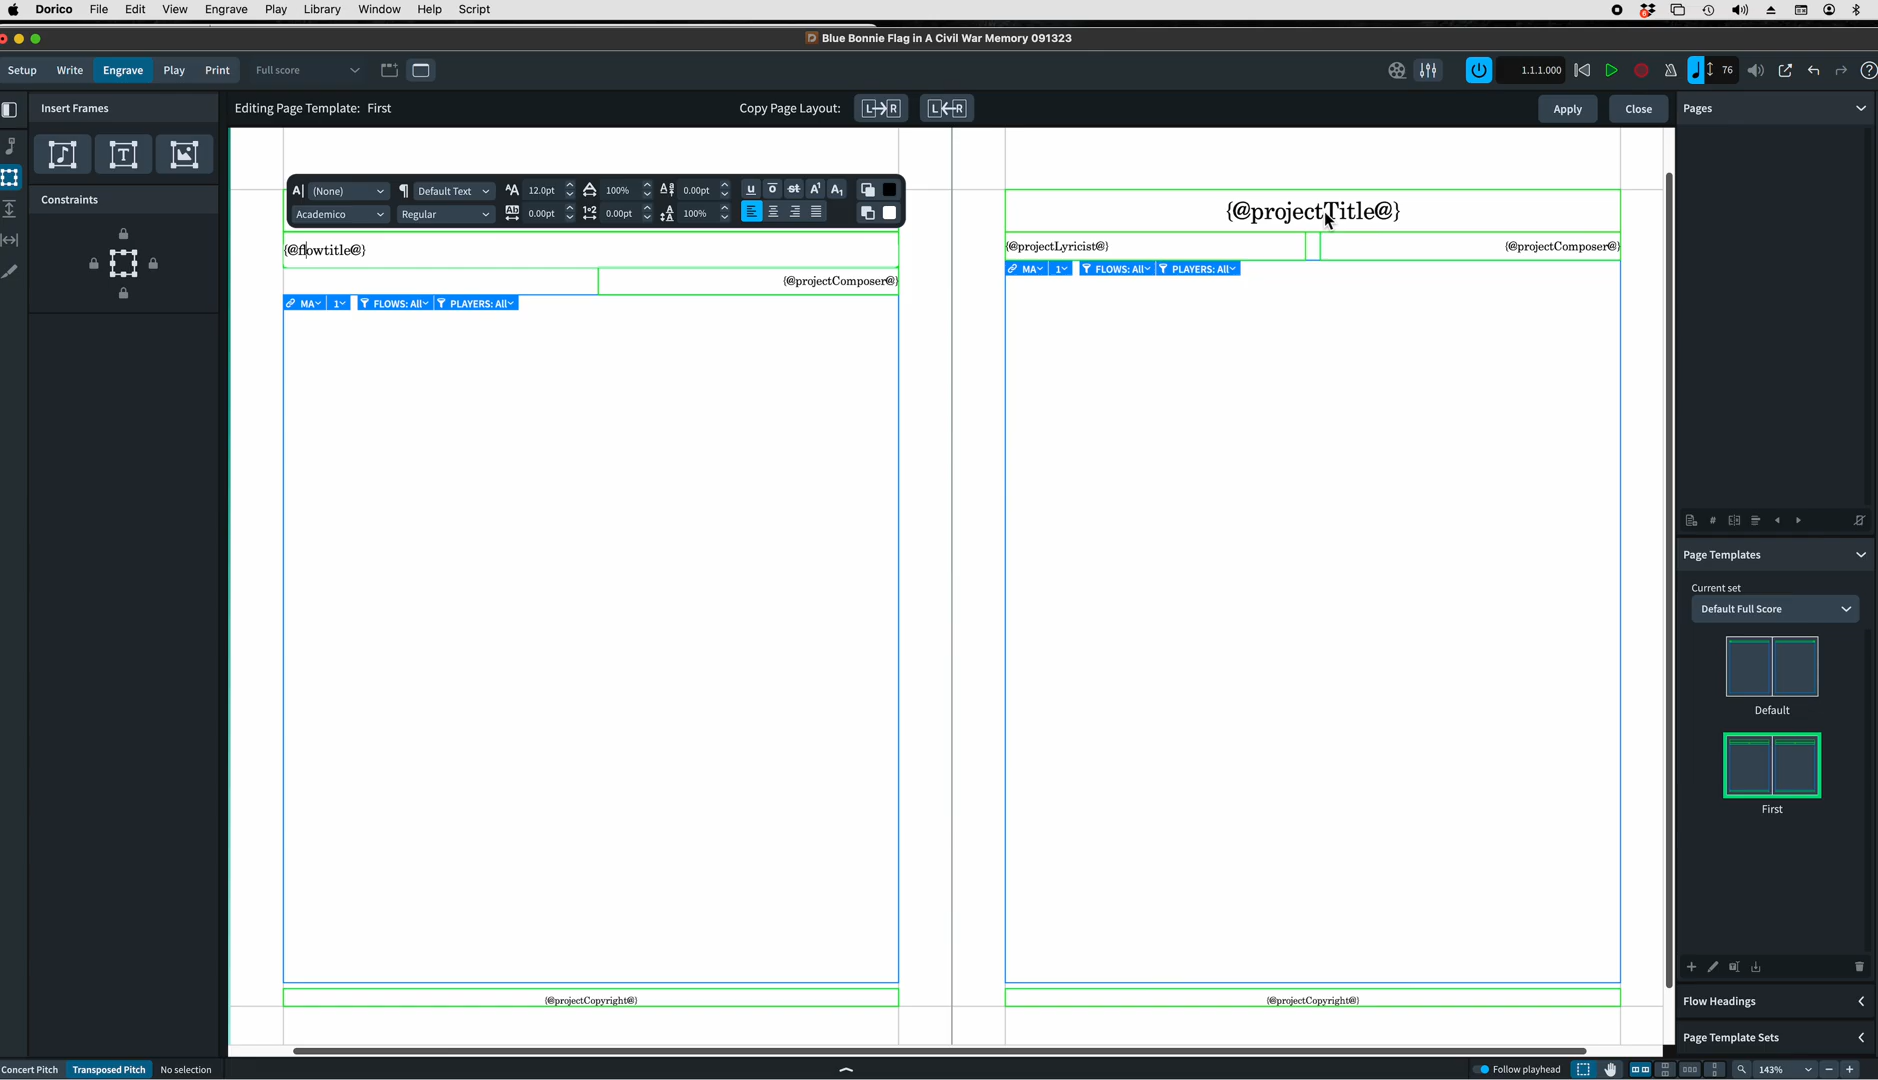 Dorico File Edit View Engrave Play Library Window Help Script
Blue Bonnie Flag in A Civil War Memory 091323
Setup Write Engrave Play Print Full score 1.1.1.000 76
Insert Frames
Editing Page Template: First Copy Page Layout: L R L R Apply Close
Pages
Constraints
(None) Default Text 12.0pt 100% 0.00pt
Academico Regular 0.00pt 0.00pt 100%
{@projectTitle@}
{@flowtitle@}
{@projectLyricist@} {@projectComposer@}
MA 1 FLOWS: All PLAYERS: All
{@projectComposer@}
MA 1 FLOWS: All PLAYERS: All
Page Templates
Current set
Default Full Score
Default
First
{@projectCopyright@} {@projectCopyright@}
Flow Headings
Page Template Sets
Concert Pitch Transposed Pitch No selection Follow playhead 143%